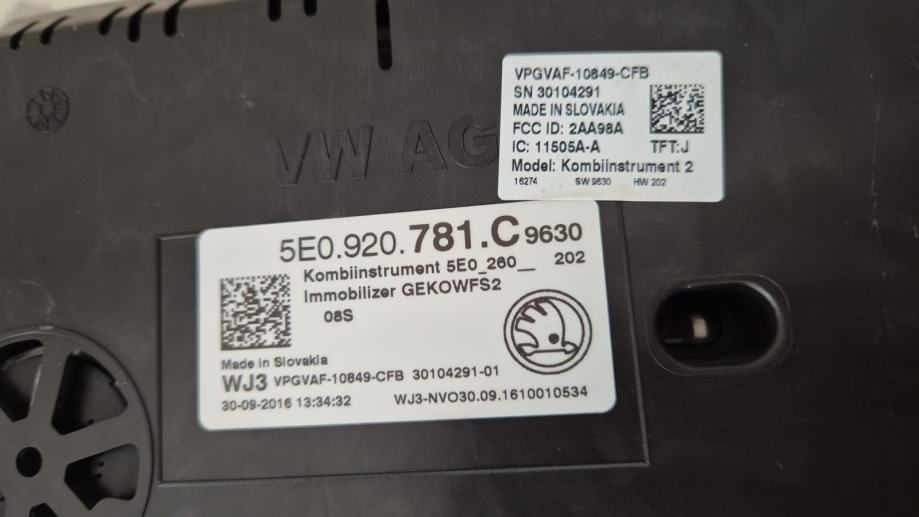 VPGVAF-10849-CFB
SN 30104291
MADE IN SLOVAKIA
FCC ID: 2AA98A
IC: 11505A-A TFT:J
Model: Kombiinstrument 2
16274 SW 9630 HW 202
VW AG
5E0.920.781.C 9630
Kombiinstrument 5E0_260__ 202
Immobilizer GEKOWFS2
08S
Made in Slovakia
WJ3 VPGVAF-10849-CFB 30104291-01
30-09-2016 13:34:32 WJ3-NVO30.09.1610010534